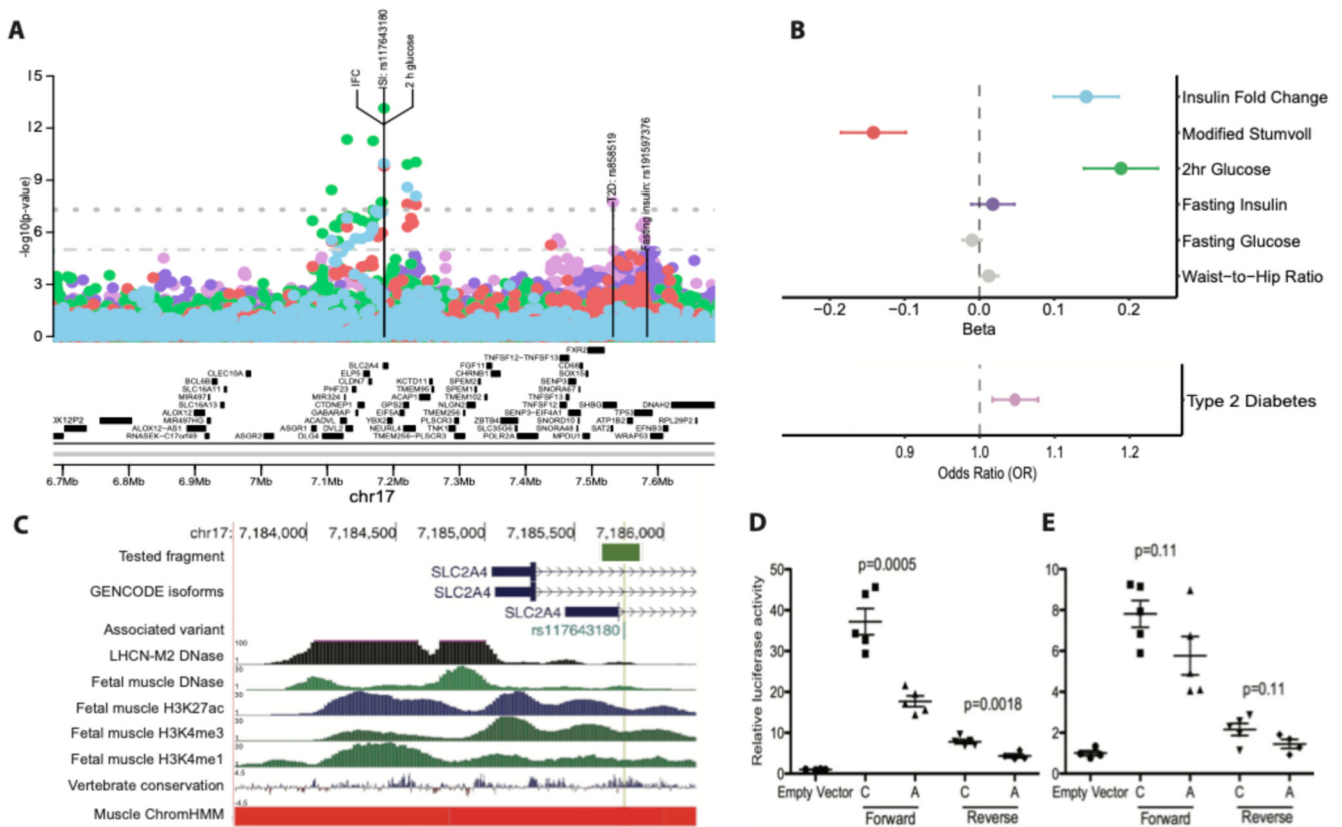 A
15
12
9
6
3
0
-log10(p-value)
IFC
ISI: rs117643180
2 h glucose
T2D: rs858519
Fasting insulin: rs191597376
FXR2
TNFSF12-TNFSF13
SLC2A4 FGF11 CD68
CLEC10A ELP5 CHRNB1 SOX15
BCL6B CLDN7 KCTD11 SPEM2 SENP3
SLC16A11 PHF23 TMEM95 SPEM1 SNORA67
MIR497 MIR324 ACAP1 TMEM102 TNFSF13
SLC16A13 CTDNEP1 GPS2 NLGN2 TNFSF12 SHBG DNAH2
ALOX12 GABARAP EIF5A TMEM256 SENP3-EIF4A1 TP53
OX12P2 MIR497HG ACADVL YBX2 PLSCR3 ZBTB4 SNORD10 ATP1B2 RPL29P2
ALOX12-AS1 ASGR1 DVL2 NEURL4 TNK1 SLC35G6 SNORA48 SAT2 EFNB3
RNASEK-C17orf49 ASGR2 DLG4 TMEM256-PLSCR3 POLR2A MPDU1 WRAP53
6.7Mb 6.8Mb 6.9Mb 7Mb 7.1Mb 7.2Mb 7.3Mb 7.4Mb 7.5Mb 7.6Mb
chr17
B
Insulin Fold Change
Modified Stumvoll
2hr Glucose
Fasting Insulin
Fasting Glucose
Waist-to-Hip Ratio
−0.2 −0.1 0.0 0.1 0.2
Beta
Type 2 Diabetes
0.9 1.0 1.1 1.2
Odds Ratio (OR)
C
chr17: 7,184,000 7,184,500 7,185,000 7,185,500 7,186,000
Tested fragment
SLC2A4
GENCODE isoforms SLC2A4
SLC2A4
Associated variant rs117643180
LHCN-M2 DNase 100 1
Fetal muscle DNase 30 1
Fetal muscle H3K27ac 30 1
Fetal muscle H3K4me3 30 1
Fetal muscle H3K4me1 30 1
Vertebrate conservation 4.5 -4.5
Muscle ChromHMM
D
Relative luciferase activity
50
40
30
20
10
0
p=0.0005
p=0.0018
Empty Vector C A C A
Forward Reverse
E
10
8
6
4
2
0
p=0.11
p=0.11
Empty Vector C A C A
Forward Reverse